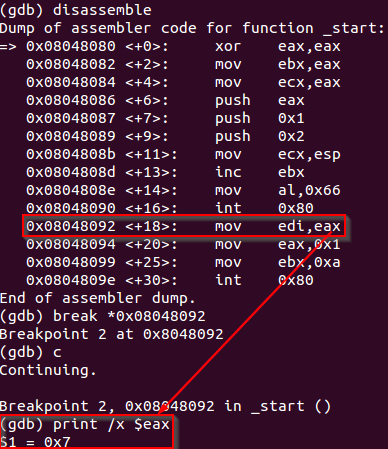 (gdb) disassemble
Dump of assembler code for function _start:
=> 0x08048080 <+0>:     xor    eax,eax
   0x08048082 <+2>:     mov    ebx,eax
   0x08048084 <+4>:     mov    ecx,eax
   0x08048086 <+6>:     push   eax
   0x08048087 <+7>:     push   0x1
   0x08048089 <+9>:     push   0x2
   0x0804808b <+11>:    mov    ecx,esp
   0x0804808d <+13>:    inc    ebx
   0x0804808e <+14>:    mov    al,0x66
   0x08048090 <+16>:    int    0x80
   0x08048092 <+18>:    mov    edi,eax
   0x08048094 <+20>:    mov    eax,0x1
   0x08048099 <+25>:    mov    ebx,0xa
   0x0804809e <+30>:    int    0x80
End of assembler dump.
(gdb) break *0x08048092
Breakpoint 2 at 0x8048092
(gdb) c
Continuing.
Breakpoint 2, 0x08048092 in _start ()
(gdb) print /x $eax
$1 = 0x7